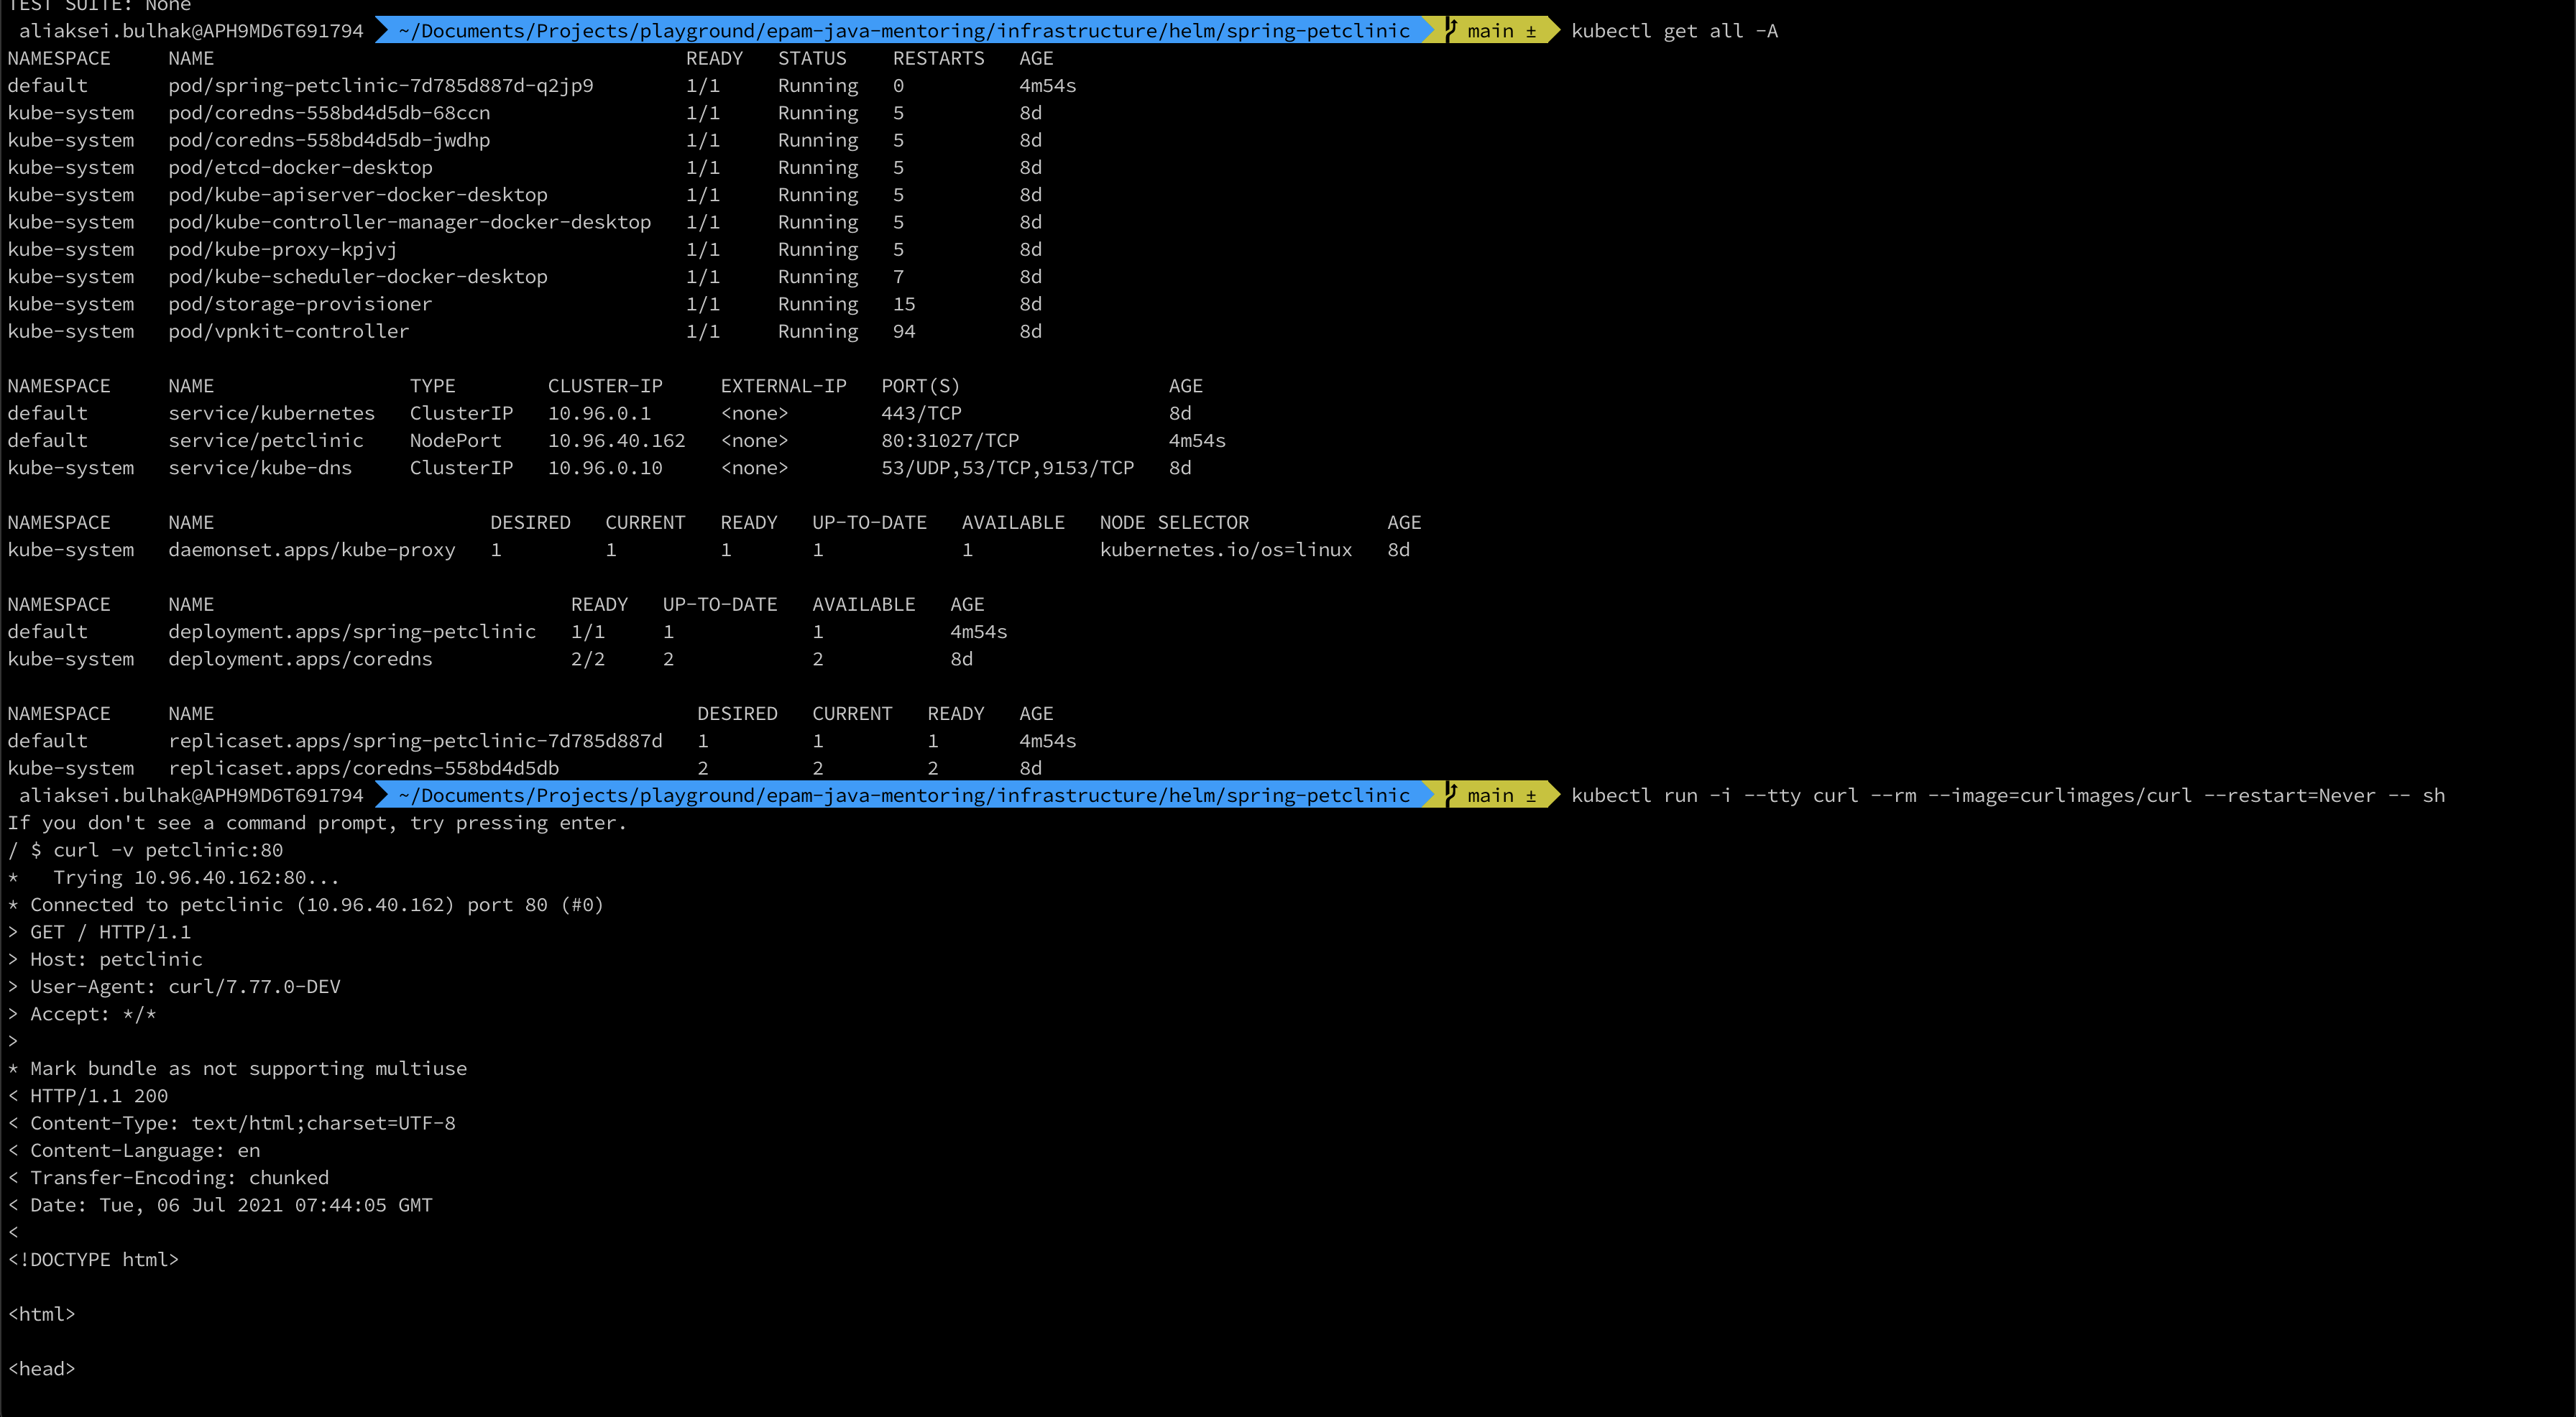 TEST SUITE: None
aliaksei.bulhak@APH9MD6T691794 ~/Documents/Projects/playground/epam-java-mentoring/infrastructure/helm/spring-petclinic main ± kubectl get all -A
NAMESPACE NAME READY STATUS RESTARTS AGE
default pod/spring-petclinic-7d785d887d-q2jp9 1/1 Running 0 4m54s
kube-system pod/coredns-558bd4d5db-68ccn 1/1 Running 5 8d
kube-system pod/coredns-558bd4d5db-jwdhp 1/1 Running 5 8d
kube-system pod/etcd-docker-desktop 1/1 Running 5 8d
kube-system pod/kube-apiserver-docker-desktop 1/1 Running 5 8d
kube-system pod/kube-controller-manager-docker-desktop 1/1 Running 5 8d
kube-system pod/kube-proxy-kpjvj 1/1 Running 5 8d
kube-system pod/kube-scheduler-docker-desktop 1/1 Running 7 8d
kube-system pod/storage-provisioner 1/1 Running 15 8d
kube-system pod/vpnkit-controller 1/1 Running 94 8d
NAMESPACE NAME TYPE CLUSTER-IP EXTERNAL-IP PORT(S) AGE
default service/kubernetes ClusterIP 10.96.0.1 <none> 443/TCP 8d
default service/petclinic NodePort 10.96.40.162 <none> 80:31027/TCP 4m54s
kube-system service/kube-dns ClusterIP 10.96.0.10 <none> 53/UDP,53/TCP,9153/TCP 8d
NAMESPACE NAME DESIRED CURRENT READY UP-TO-DATE AVAILABLE NODE SELECTOR AGE
kube-system daemonset.apps/kube-proxy 1 1 1 1 1 kubernetes.io/os=linux 8d
NAMESPACE NAME READY UP-TO-DATE AVAILABLE AGE
default deployment.apps/spring-petclinic 1/1 1 1 4m54s
kube-system deployment.apps/coredns 2/2 2 2 8d
NAMESPACE NAME DESIRED CURRENT READY AGE
default replicaset.apps/spring-petclinic-7d785d887d 1 1 1 4m54s
kube-system replicaset.apps/coredns-558bd4d5db 2 2 2 8d
aliaksei.bulhak@APH9MD6T691794 ~/Documents/Projects/playground/epam-java-mentoring/infrastructure/helm/spring-petclinic main ± kubectl run -i --tty curl --rm --image=curlimages/curl --restart=Never -- sh
If you don't see a command prompt, try pressing enter.
/ $ curl -v petclinic:80
* Trying 10.96.40.162:80...
* Connected to petclinic (10.96.40.162) port 80 (#0)
> GET / HTTP/1.1
> Host: petclinic
> User-Agent: curl/7.77.0-DEV
> Accept: */*
>
* Mark bundle as not supporting multiuse
< HTTP/1.1 200
< Content-Type: text/html;charset=UTF-8
< Content-Language: en
< Transfer-Encoding: chunked
< Date: Tue, 06 Jul 2021 07:44:05 GMT
<
<!DOCTYPE html>
<html>
<head>